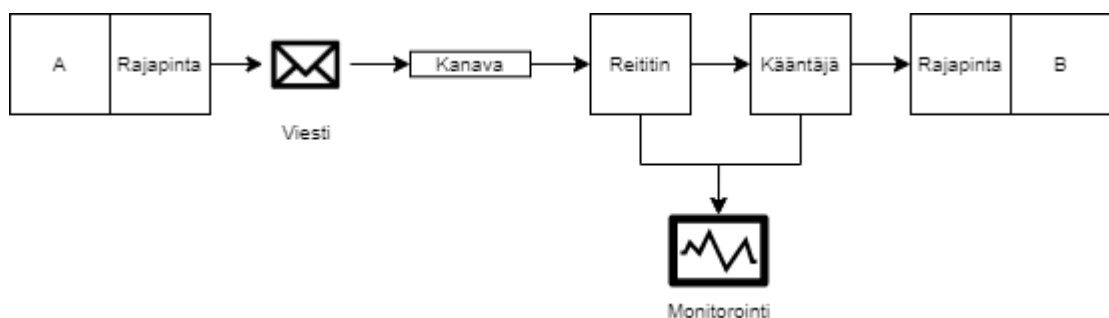 A
Rajapinta
Viesti
Kanava
Reititin
Kääntäjä
Rajapinta
B
Monitorointi